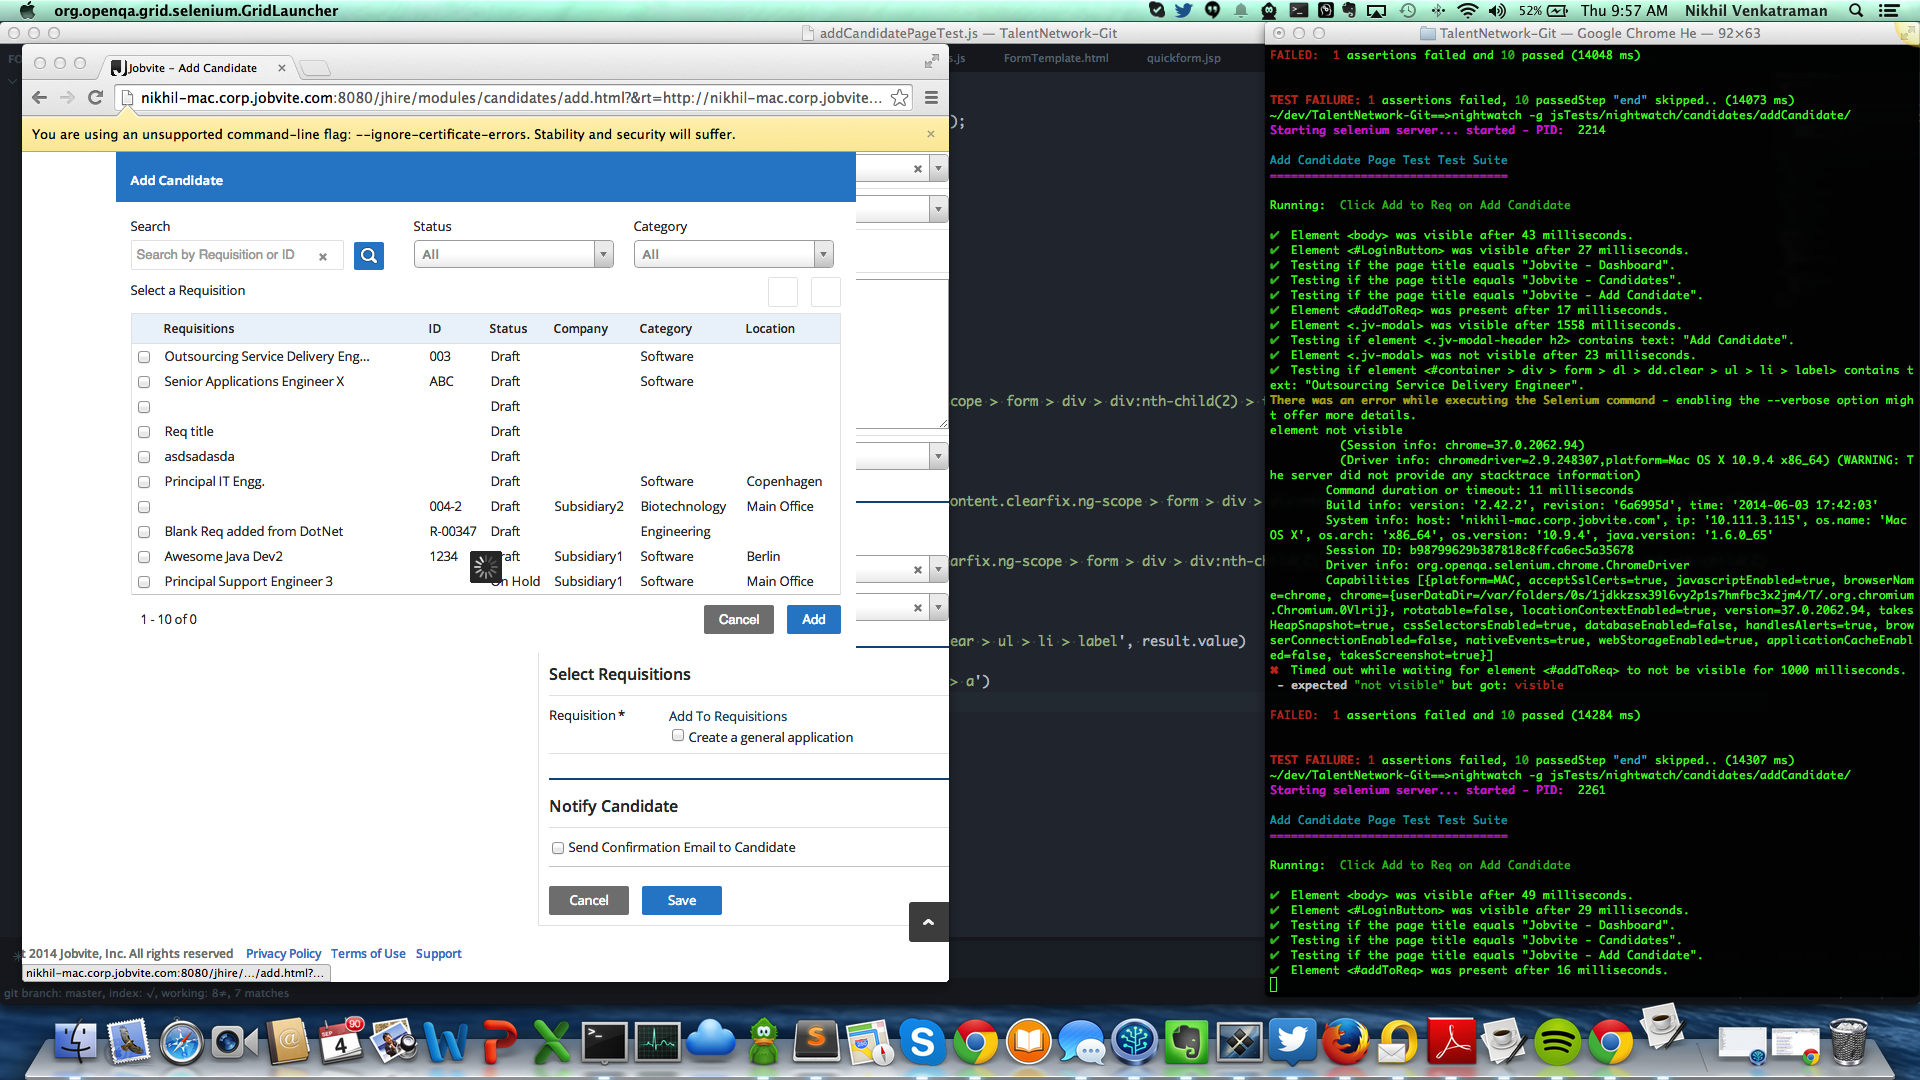 org.openqa.grid.selenium.GridLauncher
52%
Thu 9:57 AM
Nikhil Venkatraman
addCandidatePageTest.js — TalentNetwork-Git
FormTemplate.html
quickform.jsp
Jobvite - Add Candidate
nikhil-mac.corp.jobvite.com:8080/jhire/modules/candidates/add.html?&rt=http://nikhil-mac.corp.jobvite...
You are using an unsupported command-line flag: --ignore-certificate-errors. Stability and security will suffer.
Add Candidate
Search
Status
Category
Search by Requisition or ID
All
All
Select a Requisition
Requisitions ID Status Company Category Location
Outsourcing Service Delivery Eng... 003 Draft Software
Senior Applications Engineer X ABC Draft Software
Draft
Req title Draft
asdsadasda Draft
Principal IT Engg. Draft Software Copenhagen
004-2 Draft Subsidiary2 Biotechnology Main Office
Blank Req added from DotNet R-00347 Draft Engineering
Awesome Java Dev2 1234 raft Subsidiary1 Software Berlin
Principal Support Engineer 3 On Hold Subsidiary1 Software Main Office
1 - 10 of 0
Cancel
Add
Select Requisitions
Requisition *
Add To Requisitions
Create a general application
Notify Candidate
Send Confirmation Email to Candidate
Cancel
Save
t 2014 Jobvite, Inc. All rights reserved Privacy Policy Terms of Use Support
nikhil-mac.corp.jobvite.com:8080/jhire/.../add.html?...
git branch: master, index: √, working: 8≠, 7 matches
s.js
);
cope > form > div > div:nth-child(2) >
ontent.clearfix.ng-scope > form > div >
arfix.ng-scope > form > div > div:nth-c
ear > ul > li > label', result.value)
> a')
TalentNetwork-Git — Google Chrome He — 92×63
FAILED: 1 assertions failed and 10 passed (14048 ms)
TEST FAILURE: 1 assertions failed, 10 passedStep "end" skipped.. (14073 ms)
~/dev/TalentNetwork-Git==>nightwatch -g jsTests/nightwatch/candidates/addCandidate/
Starting selenium server... started - PID: 2214
Add Candidate Page Test Test Suite
==================================
Running: Click Add to Req on Add Candidate
✔ Element <body> was visible after 43 milliseconds.
✔ Element <#LoginButton> was visible after 27 milliseconds.
✔ Testing if the page title equals "Jobvite - Dashboard".
✔ Testing if the page title equals "Jobvite - Candidates".
✔ Testing if the page title equals "Jobvite - Add Candidate".
✔ Element <#addToReq> was present after 17 milliseconds.
✔ Element <.jv-modal> was visible after 1558 milliseconds.
✔ Testing if element <.jv-modal-header h2> contains text: "Add Candidate".
✔ Element <.jv-modal> was not visible after 23 milliseconds.
✔ Testing if element <#container > div > form > dl > dd.clear > ul > li > label> contains t
ext: "Outsourcing Service Delivery Engineer".
There was an error while executing the Selenium command - enabling the --verbose option migh
t offer more details.
element not visible
(Session info: chrome=37.0.2062.94)
(Driver info: chromedriver=2.9.248307,platform=Mac OS X 10.9.4 x86_64) (WARNING: T
he server did not provide any stacktrace information)
Command duration or timeout: 11 milliseconds
Build info: version: '2.42.2', revision: '6a6995d', time: '2014-06-03 17:42:03'
System info: host: 'nikhil-mac.corp.jobvite.com', ip: '10.111.3.115', os.name: 'Mac
OS X', os.arch: 'x86_64', os.version: '10.9.4', java.version: '1.6.0_65'
Session ID: b98799629b387818c8ffca6ec5a35678
Driver info: org.openqa.selenium.chrome.ChromeDriver
Capabilities [{platform=MAC, acceptSslCerts=true, javascriptEnabled=true, browserNa
me=chrome, chrome={userDataDir=/var/folders/0s/1jdkkzsx39l6vy2p1s7hmfbc3x2jm4/T/.org.chromium
.Chromium.0Vlrij}, rotatable=false, locationContextEnabled=true, version=37.0.2062.94, takes
HeapSnapshot=true, cssSelectorsEnabled=true, databaseEnabled=false, handlesAlerts=true, brow
serConnectionEnabled=false, nativeEvents=true, webStorageEnabled=true, applicationCacheEnabl
ed=false, takesScreenshot=true}]
✖ Timed out while waiting for element <#addToReq> to not be visible for 1000 milliseconds.
- expected "not visible" but got: visible
FAILED: 1 assertions failed and 10 passed (14284 ms)
TEST FAILURE: 1 assertions failed, 10 passedStep "end" skipped.. (14307 ms)
~/dev/TalentNetwork-Git==>nightwatch -g jsTests/nightwatch/candidates/addCandidate/
Starting selenium server... started - PID: 2261
Add Candidate Page Test Test Suite
==================================
Running: Click Add to Req on Add Candidate
✔ Element <body> was visible after 49 milliseconds.
✔ Element <#LoginButton> was visible after 29 milliseconds.
✔ Testing if the page title equals "Jobvite - Dashboard".
✔ Testing if the page title equals "Jobvite - Candidates".
✔ Testing if the page title equals "Jobvite - Add Candidate".
✔ Element <#addToReq> was present after 16 milliseconds.
SEP
4
90